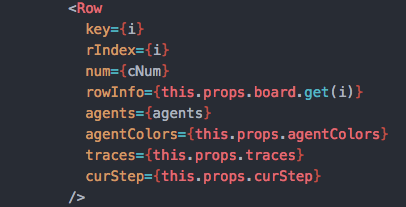 <Row
key={i}
rIndex={i}
num={cNum}
rowInfo={this.props.board.get(i)}
agents={agents}
agentColors={this.props.agentColors}
traces={this.props.traces}
curStep={this.props.curStep}
/>